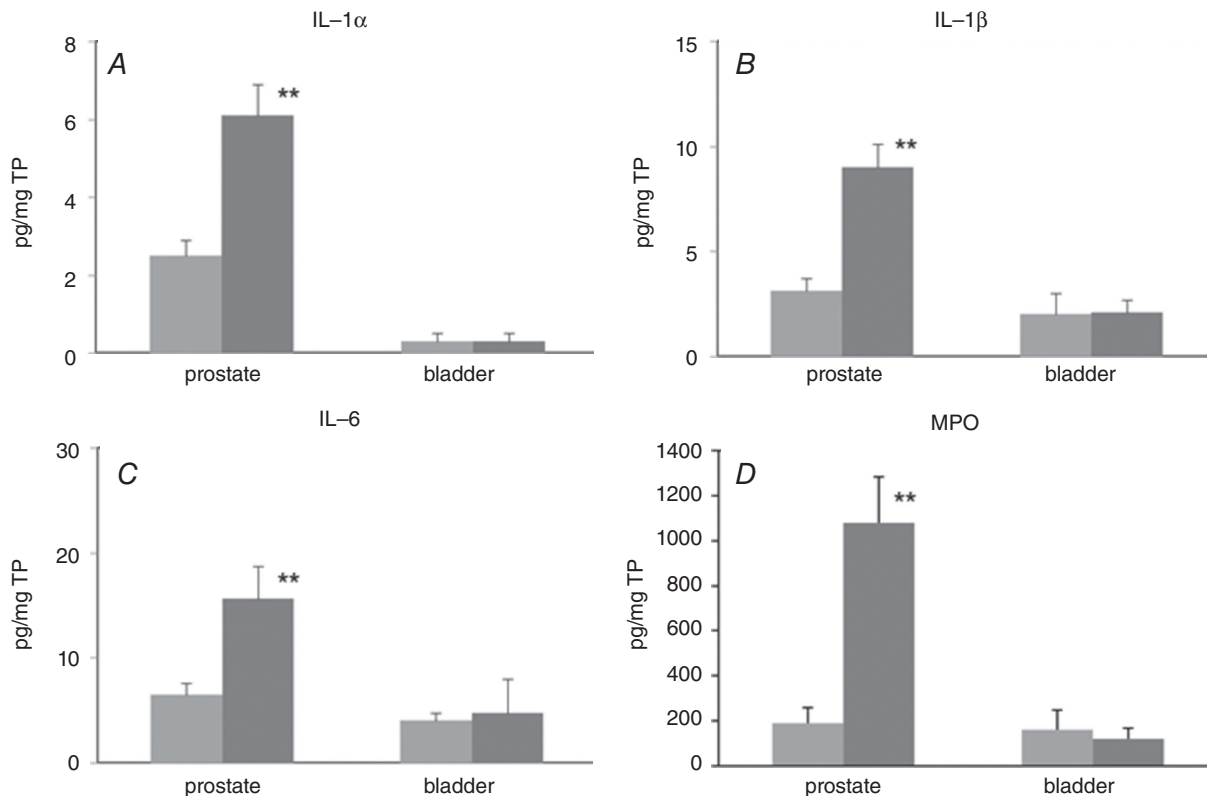 IL–1α
A
pg/mg TP
8
6
4
2
0
**
prostate bladder
IL–1β
B
pg/mg TP
15
10
5
0
**
prostate bladder
IL–6
C
pg/mg TP
30
20
10
0
**
prostate bladder
MPO
D
pg/mg TP
1400
1200
1000
800
600
400
200
0
**
prostate bladder